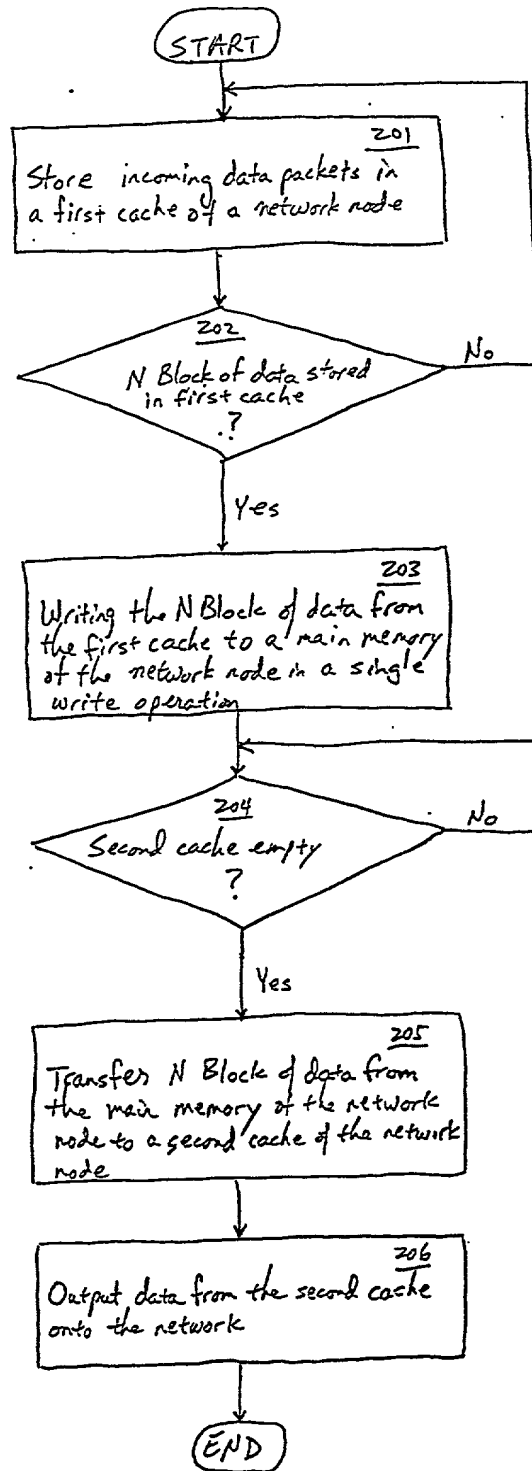 START
201
Store incoming data packets in
a first cache of a network node
202
N Block of data stored
in first cache
?
No
Yes
203
Writing the N Block of data from
the first cache to a main memory
of the network node in a single
write operation
204
Second cache empty
?
No
Yes
205
Transfer N Block of data from
the main memory of the network
node to a second cache of the network
node
206
Output data from the second cache
onto the network
END